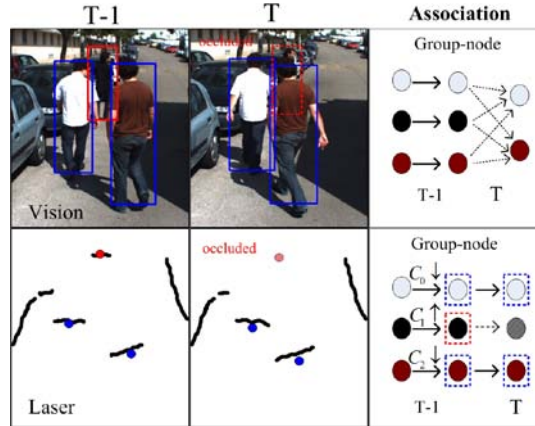 T-1
T
Association
occluded
Group-node
T-1
T
Vision
occluded
Group-node
C₀ ↓
C₁ ↑
C₂ ↓
T-1
T
Laser